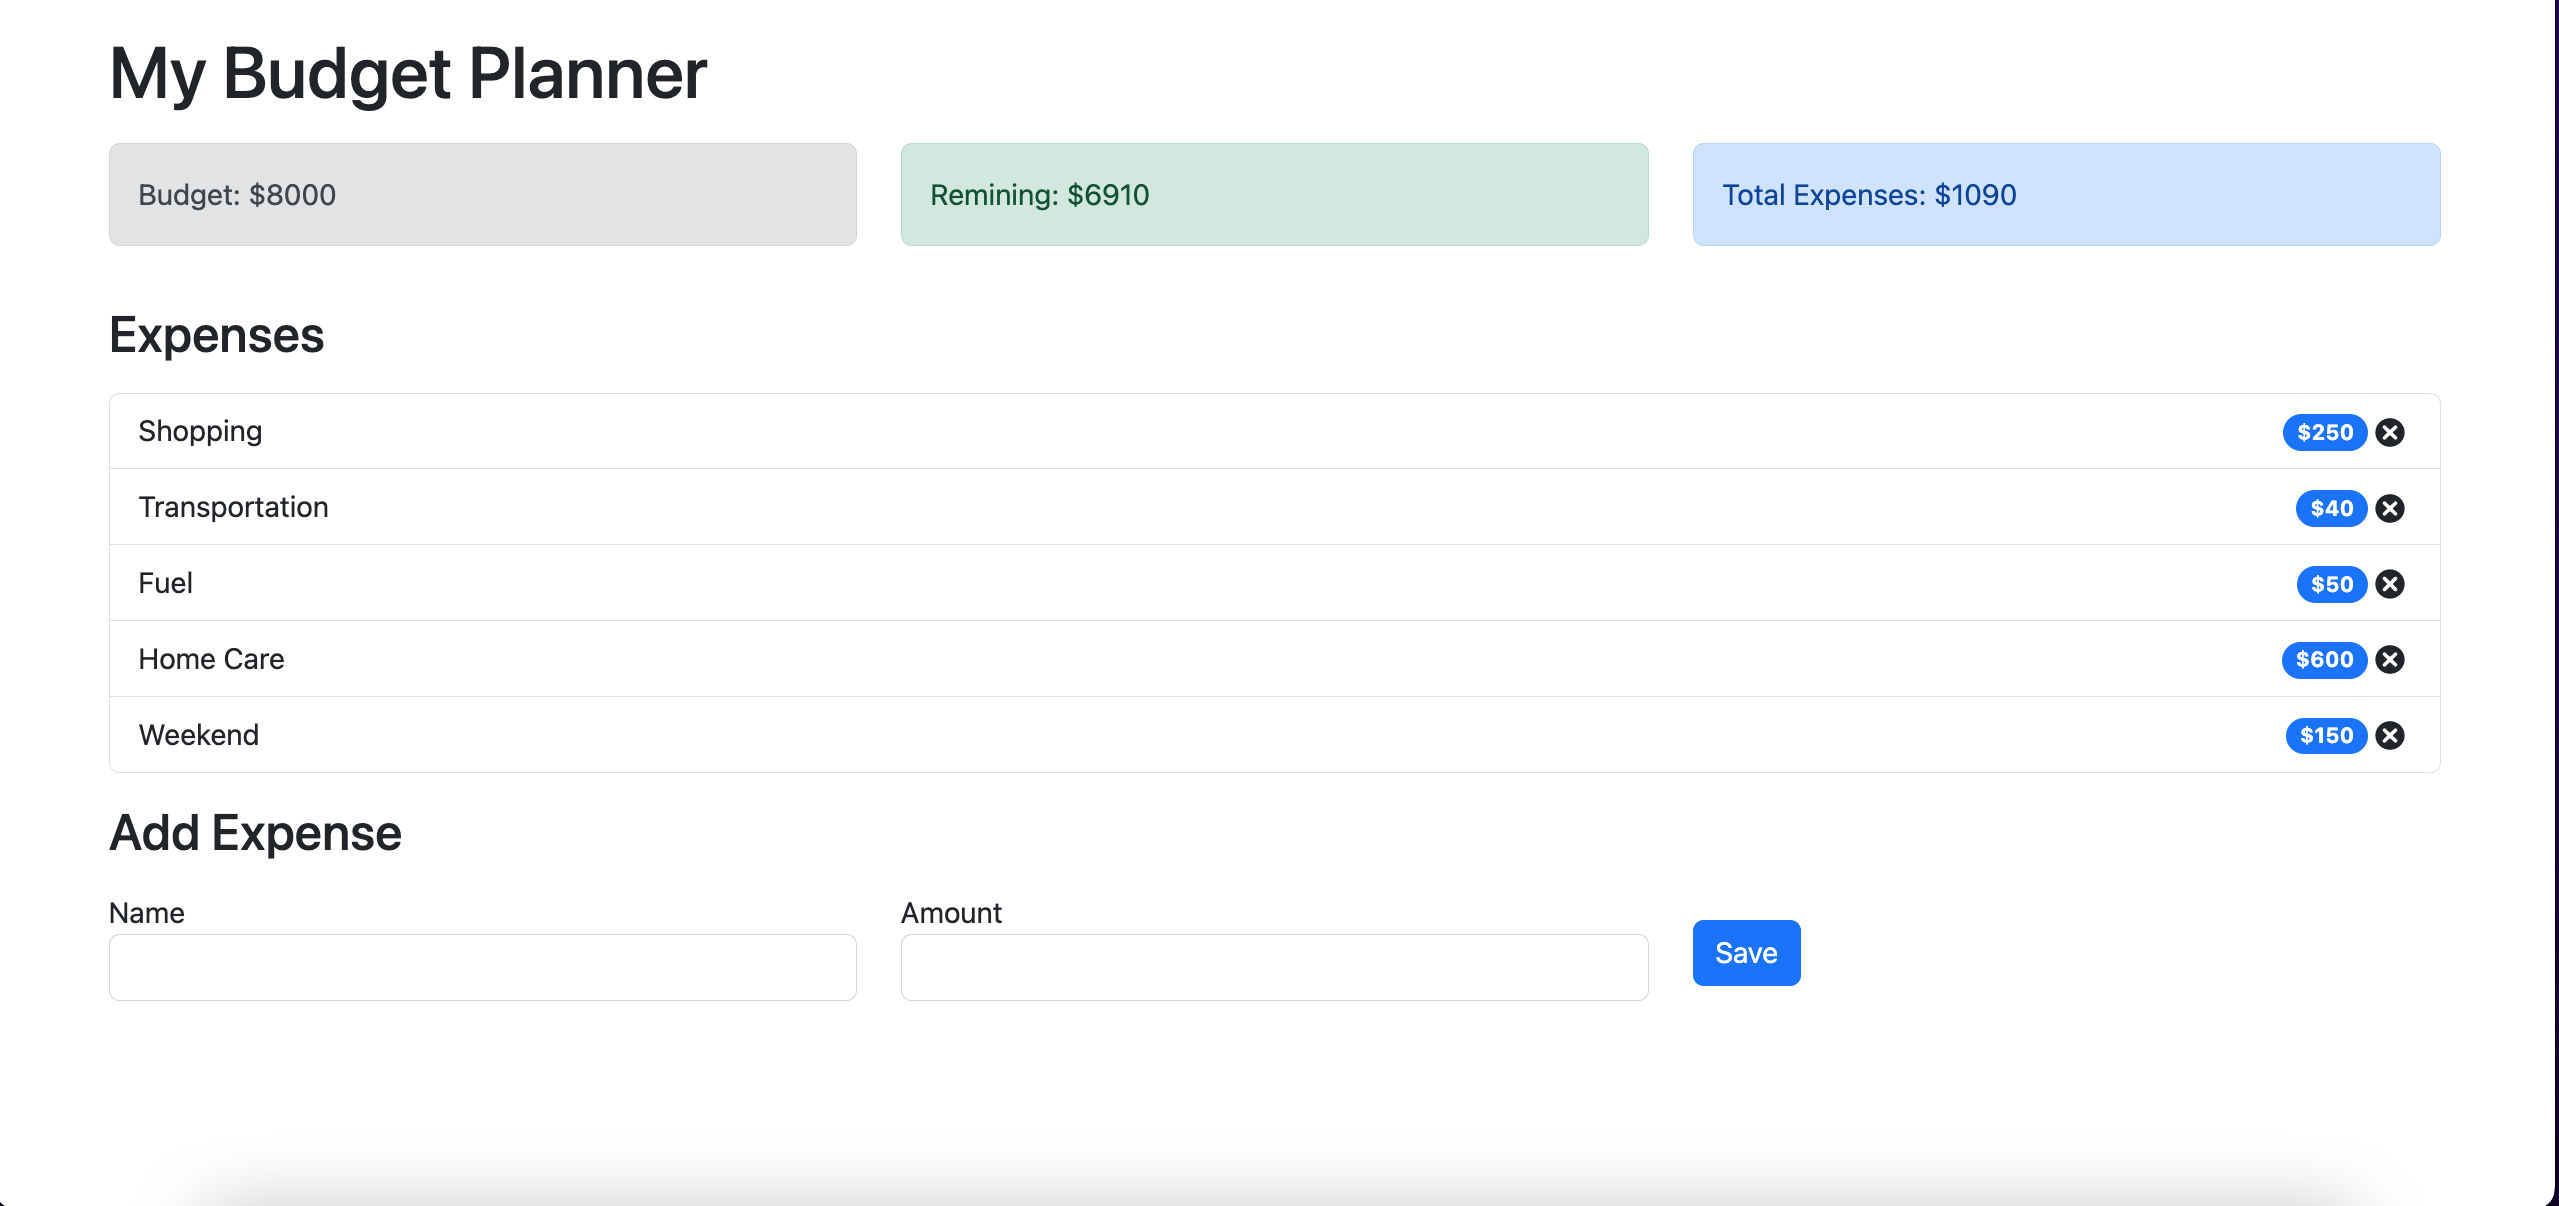 My Budget Planner
Budget: $8000
Remining: $6910
Total Expenses: $1090
Expenses
Shopping $250
Transportation $40
Fuel $50
Home Care $600
Weekend $150
Add Expense
Name
Amount
Save